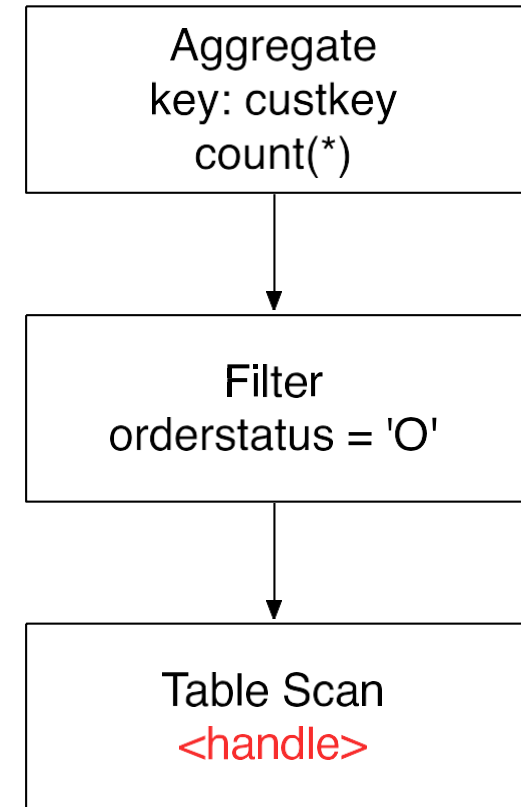 Aggregate
key: custkey
count(*)
Filter
orderstatus = 'O'
Table Scan
<handle>